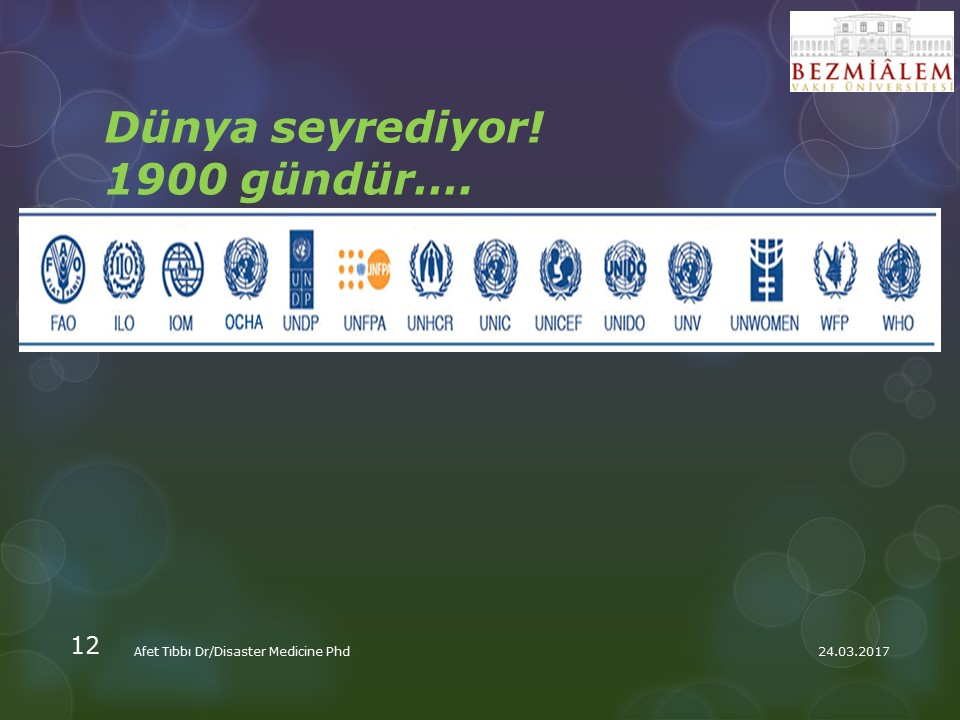 BEZMİÂLEM
VAKIF ÜNİVERSİTESİ
Dünya seyrediyor!
1900 gündür....
FAO ILO IOM OCHA UNDP UNFPA UNHCR UNIC UNICEF UNIDO UNV UNWOMEN WFP WHO
12 Afet Tıbbı Dr/Disaster Medicine Phd 24.03.2017